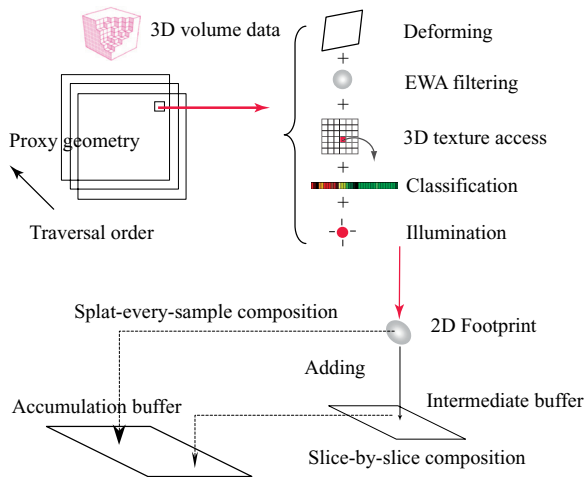 3D volume data
Deforming
+
EWA filtering
+
Proxy geometry
3D texture access
+
Classification
+
Traversal order
Illumination
Splat-every-sample composition
2D Footprint
Adding
Accumulation buffer
Intermediate buffer
Slice-by-slice composition